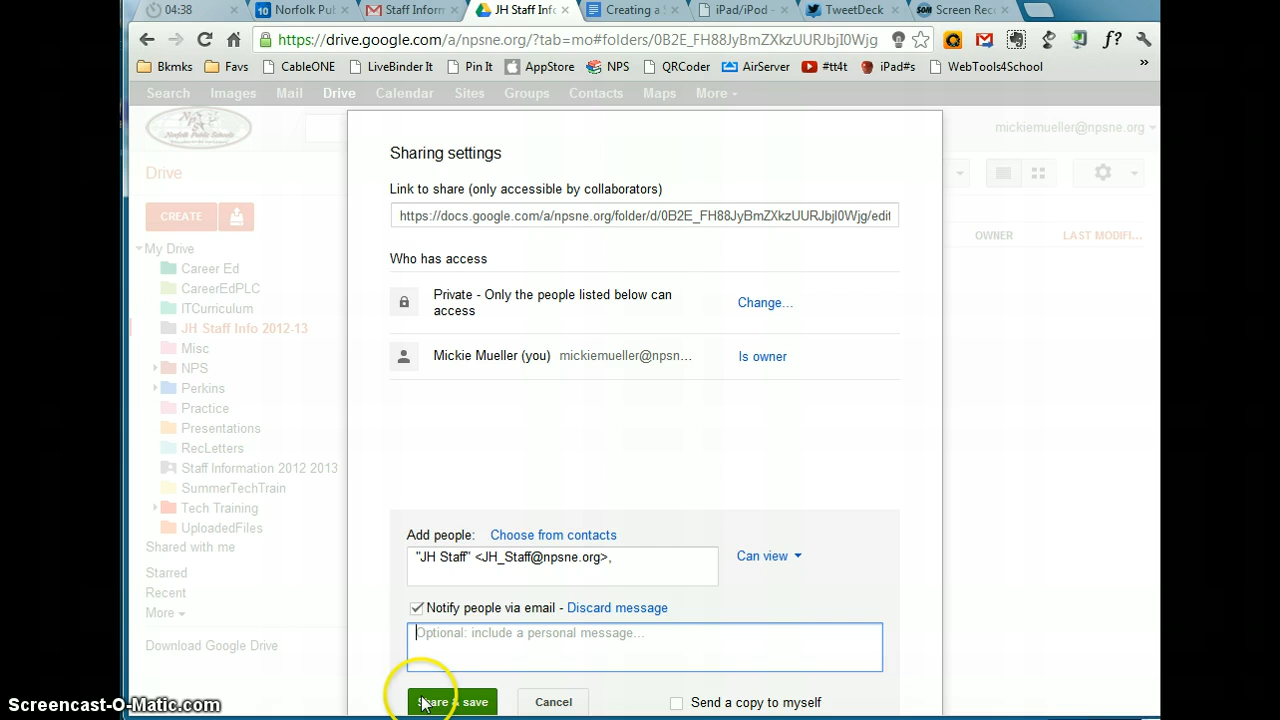 04:38 Norfolk Pu Staff Inform JH Staff Info Creating a iPad/iPod - TweetDeck Screen Rec
https://drive.google.com/a/npsne.org/?tab=mo#folders/0B2E_FH88JyBmZXkzUURJbjI0Wjg
Bkmks Favs CableONE LiveBinder It Pin It AppStore NPS QRCoder AirServer #tt4t iPad#s WebTools4School »
Search Images Mail Drive Calendar Sites Groups Contacts Maps More
Norfolk Public Schools
mickiemueller@npsne.org
Drive
CREATE
OWNER LAST MODIFI...
My Drive
Career Ed
CareerEdPLC
ITCurriculum
JH Staff Info 2012-13
Misc
NPS
Perkins
Practice
Presentations
RecLetters
Staff Information 2012 2013
SummerTechTrain
Tech Training
UploadedFiles
Shared with me
Starred
Recent
More
Download Google Drive
Sharing settings
Link to share (only accessible by collaborators)
https://docs.google.com/a/npsne.org/folder/d/0B2E_FH88JyBmZXkzUURJbjI0Wjg/edit
Who has access
Private - Only the people listed below can
access
Change...
Mickie Mueller (you) mickiemueller@npsn... Is owner
Add people: Choose from contacts
"JH Staff" <JH_Staff@npsne.org>,
Can view
Notify people via email - Discard message
Optional: include a personal message...
Share & save Cancel Send a copy to myself
Screencast-O-Matic.com